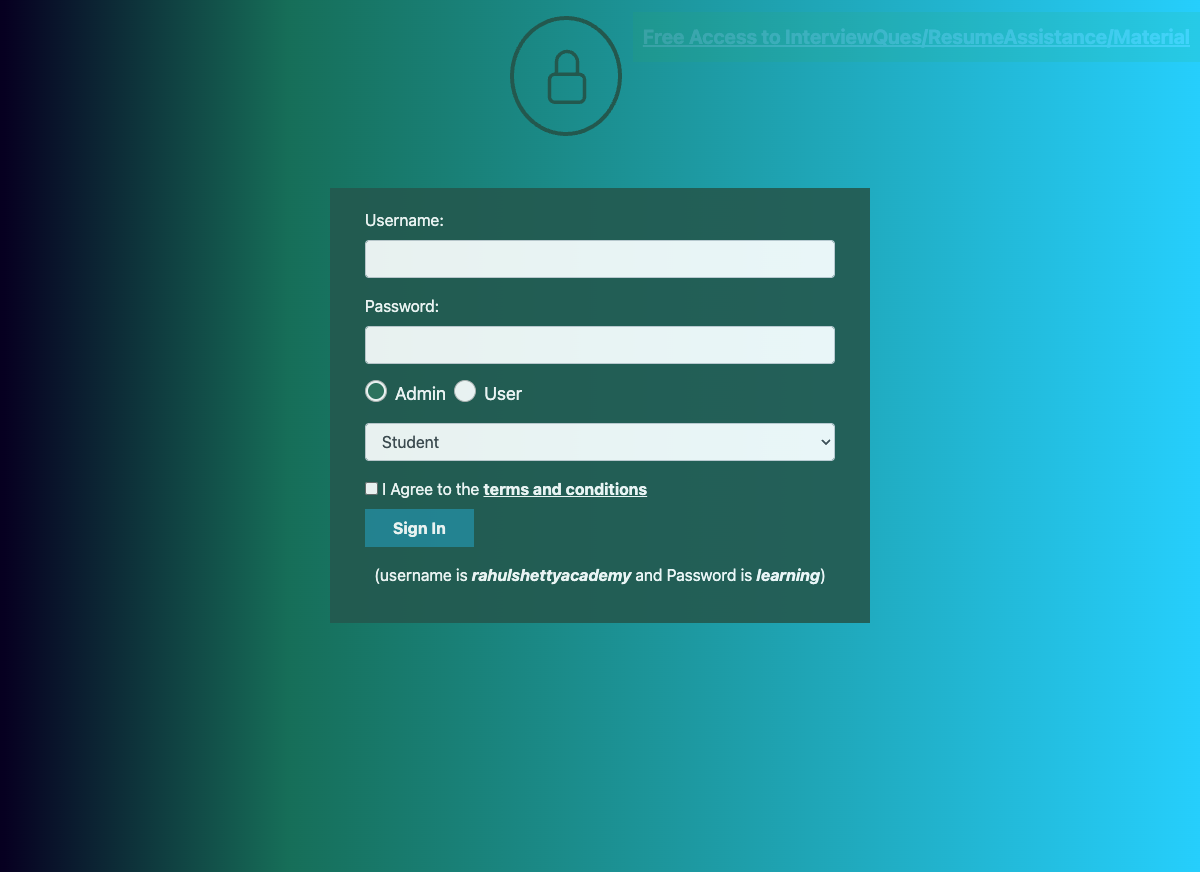 Free Access to InterviewQues/ResumeAssistance/Material
Username:
Password:
Admin User
Student
I Agree to the terms and conditions
Sign In
(username is rahulshettyacademy and Password is learning)